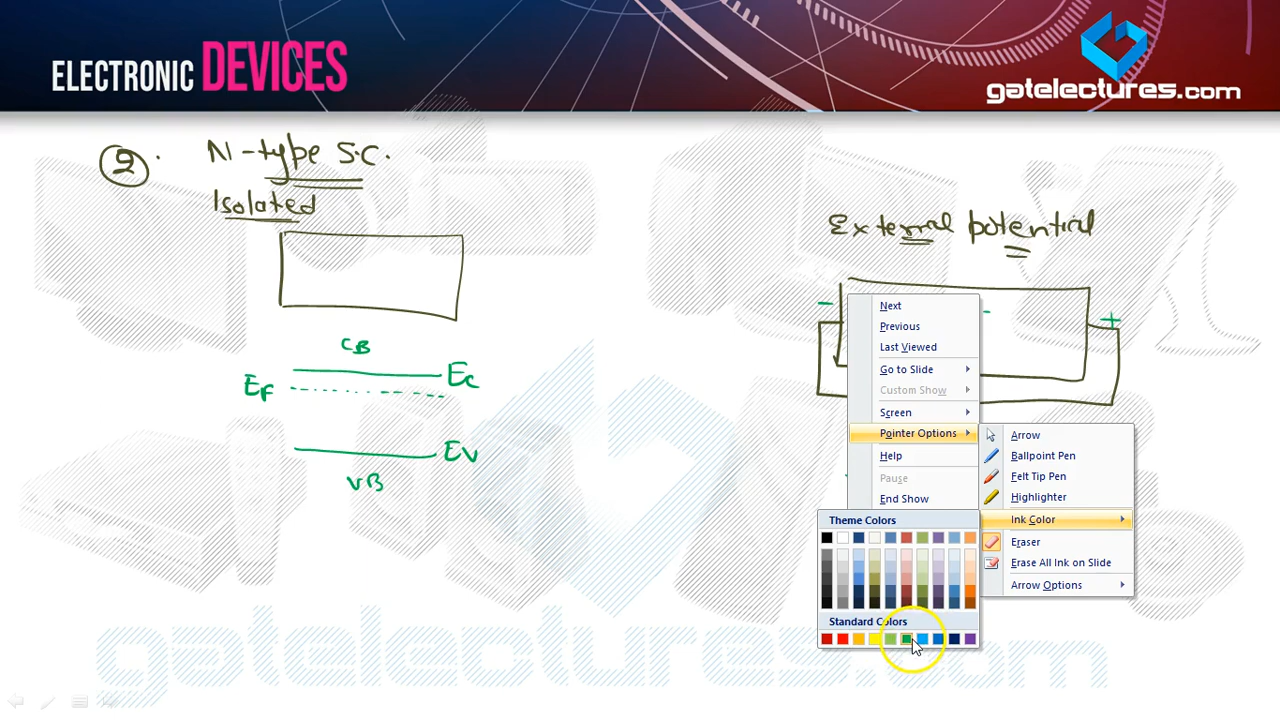 ELECTRONIC DEVICES
gatelectures.com
2. N-type S.C.
Isolated
External potential
- - +
CB
Ec
EF
Ev
VB
Next
Previous
Last Viewed
Go to Slide
Custom Show
Screen
Pointer Options
Help
Pause
End Show
Arrow
Ballpoint Pen
Felt Tip Pen
Highlighter
Ink Color
Eraser
Erase All Ink on Slide
Arrow Options
Theme Colors
Standard Colors
gatelectures.com